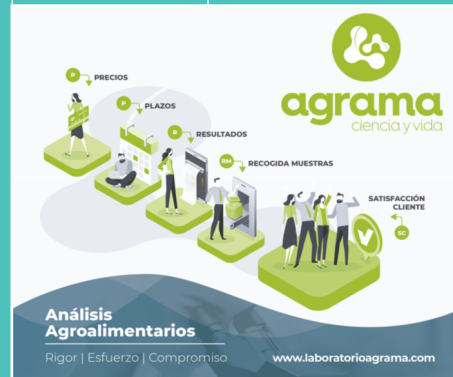 P PRECIOS
P PLAZOS
R RESULTADOS
RM RECOGIDA MUESTRAS
agrama
ciencia y vida
SATISFACCIÓN
CLIENTE
V
SC
Análisis
Agroalimentarios
Rigor | Esfuerzo | Compromiso
www.laboratorioagrama.com